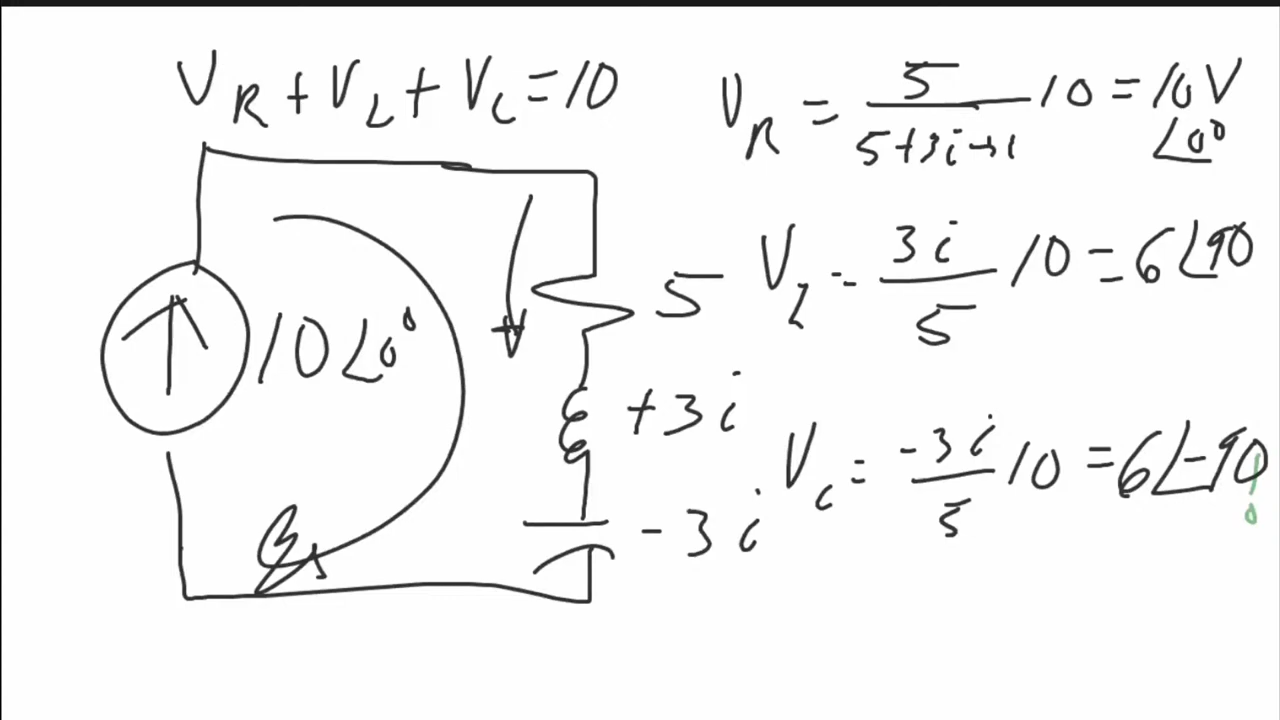 V_R + V_L + V_C = 10
V_R = 5/(5+3i-3i) 10 = 10V ∠0°
10∠0°
5
V_L = 3i/5 10 = 6∠90
+3i
V_C = -3i/5 10 = 6∠-90
-3i